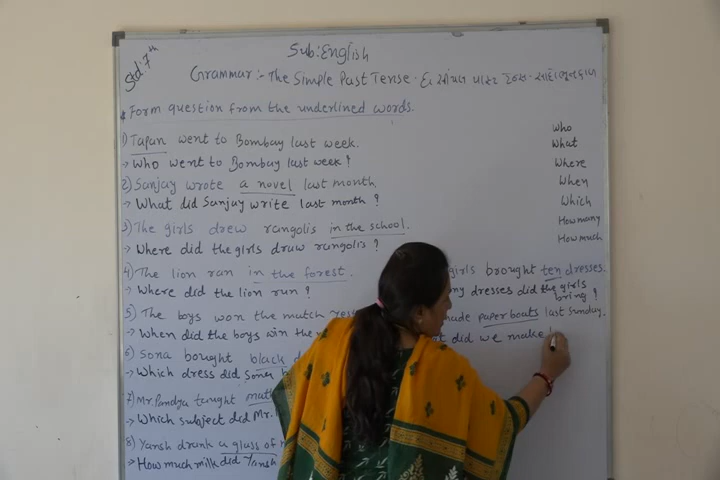 Std: 7th
Sub: English
Grammar :- The Simple Past Tense.
* Form question from the underlined words.
1) Tapan went to Bombay last week.
→ Who went to Bombay last week?
2) Sanjay wrote a novel last month
→ What did Sanjay write last month?
3) The girls drew rangolis in the school.
→ Where did the girls draw rangolis?
4) The lion ran in the forest.
→ Where did the lion run?
5) The boys won the match
→ When did the boys win the
6) Sona bought black
→ Which dress did
7) Mr. Pandya taught
→ Which subject did Mr.
8) Yansh drank a glass of
→ How much milk did Yansh
Who
What
Where
When
Which
How many
How much
girls brought ten dresses.
dresses did the girls
bring?
paper boats last Sunday.
did we make